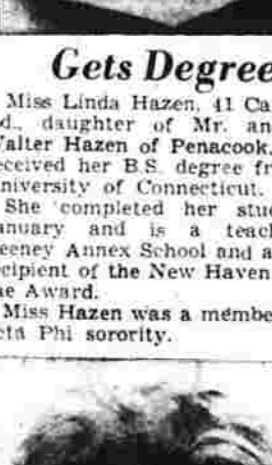 Gets Degree
Miss Linda Hazen, 41 Ca
d., daughter of Mr. an
Walter Hazen of Penacook,
eceived her B.S. degree fr
niversity of Connecticut.
She completed her stu
anuary and is a teac
eeney Annex School and a
cipient of the New Haven
ae Award.
Miss Hazen was a membe
eta Phi sorority.